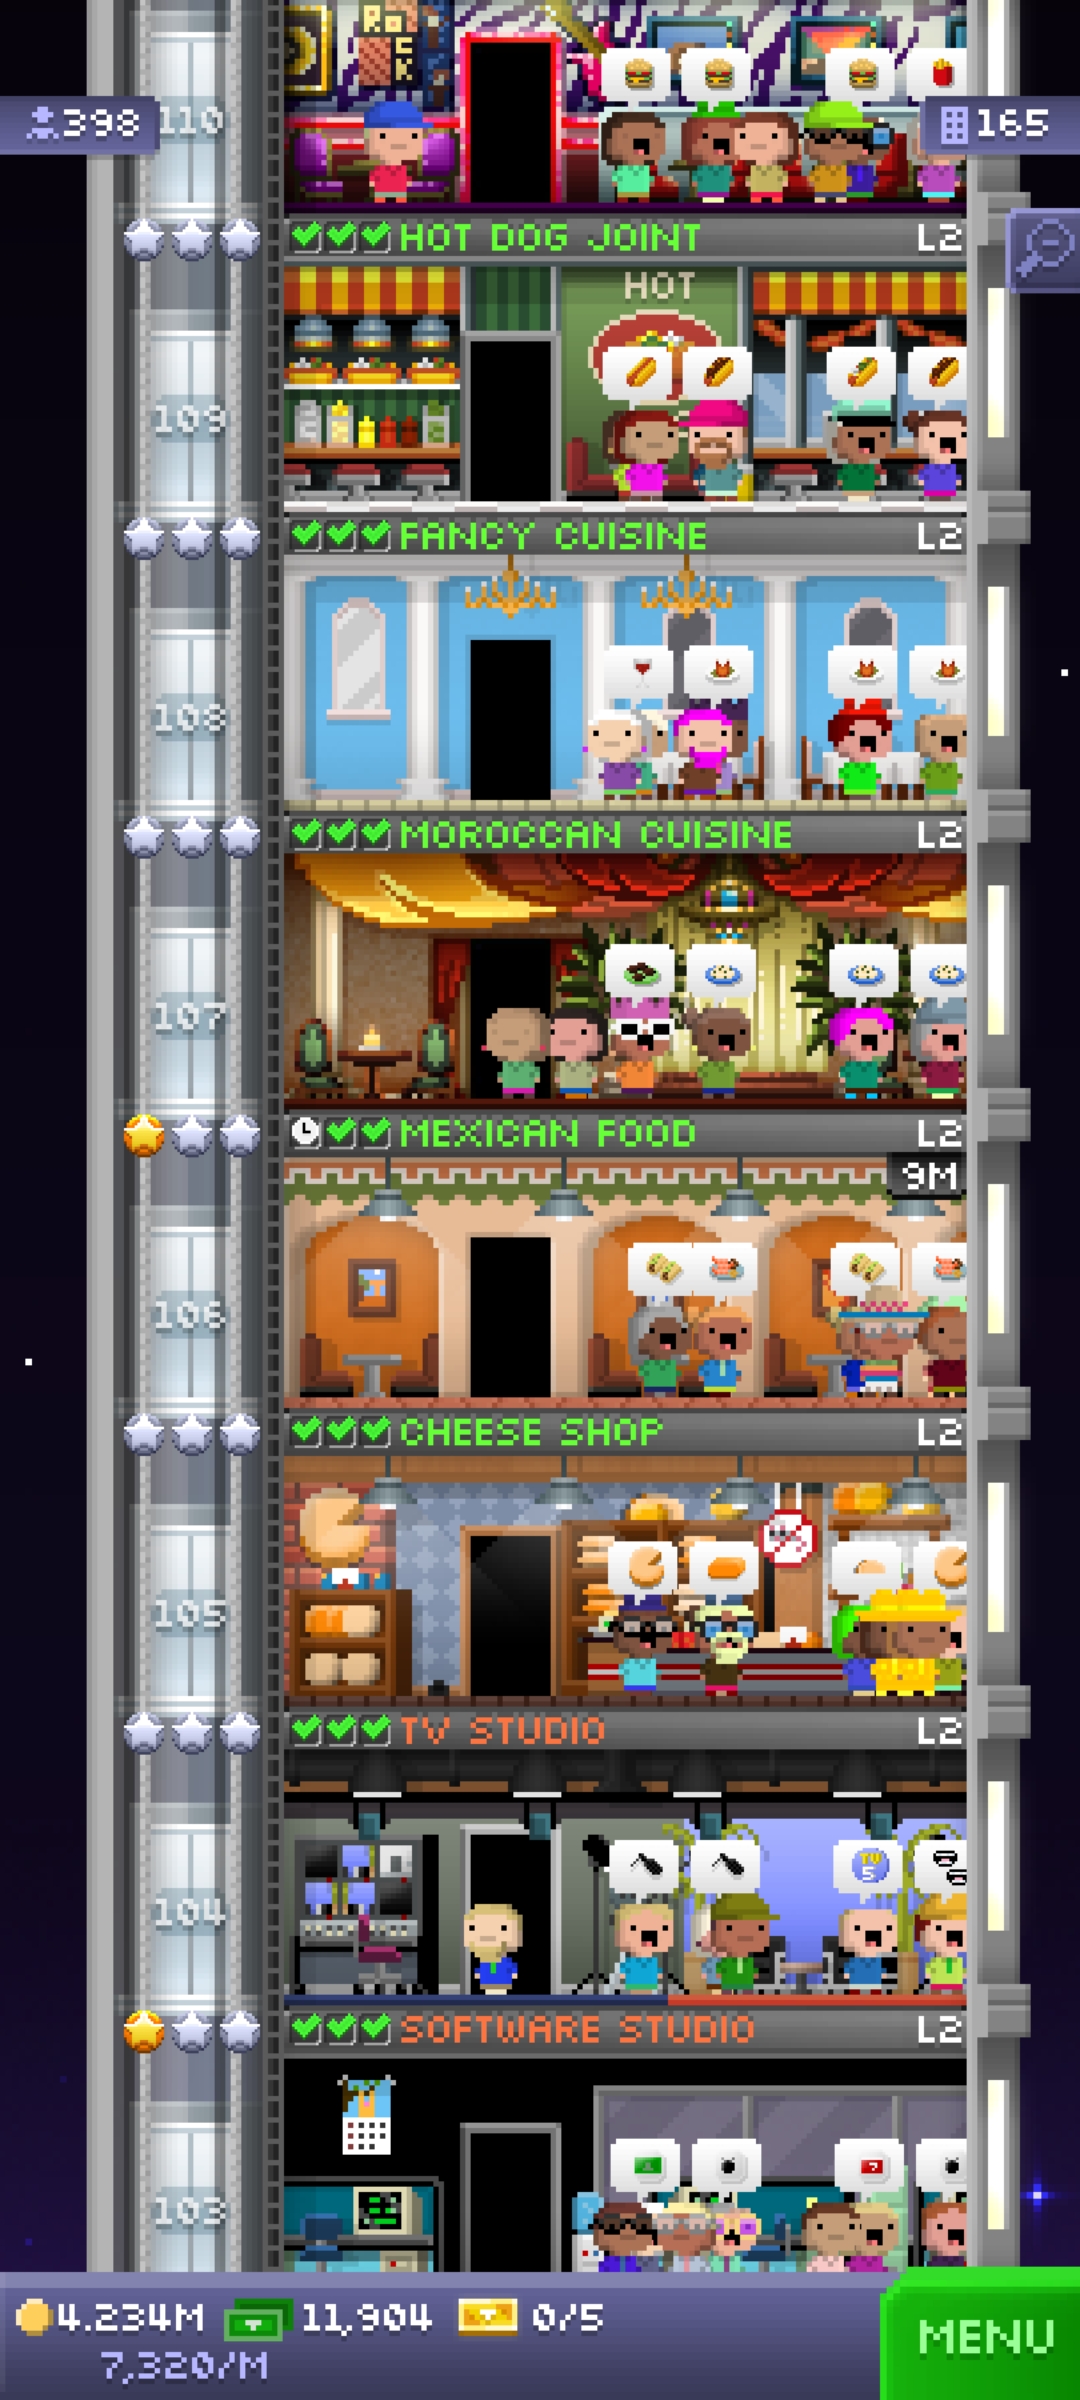 ROCK
398
110
165
HOT DOG JOINT L2
HOT
109
FANCY CUISINE L2
108
MOROCCAN CUISINE L2
107
MEXICAN FOOD L2
9M
106
CHEESE SHOP L2
105
TV STUDIO L2
TV
5
104
SOFTWARE STUDIO L2
103
4.234M 11,904 0/5
7,320/M
MENU